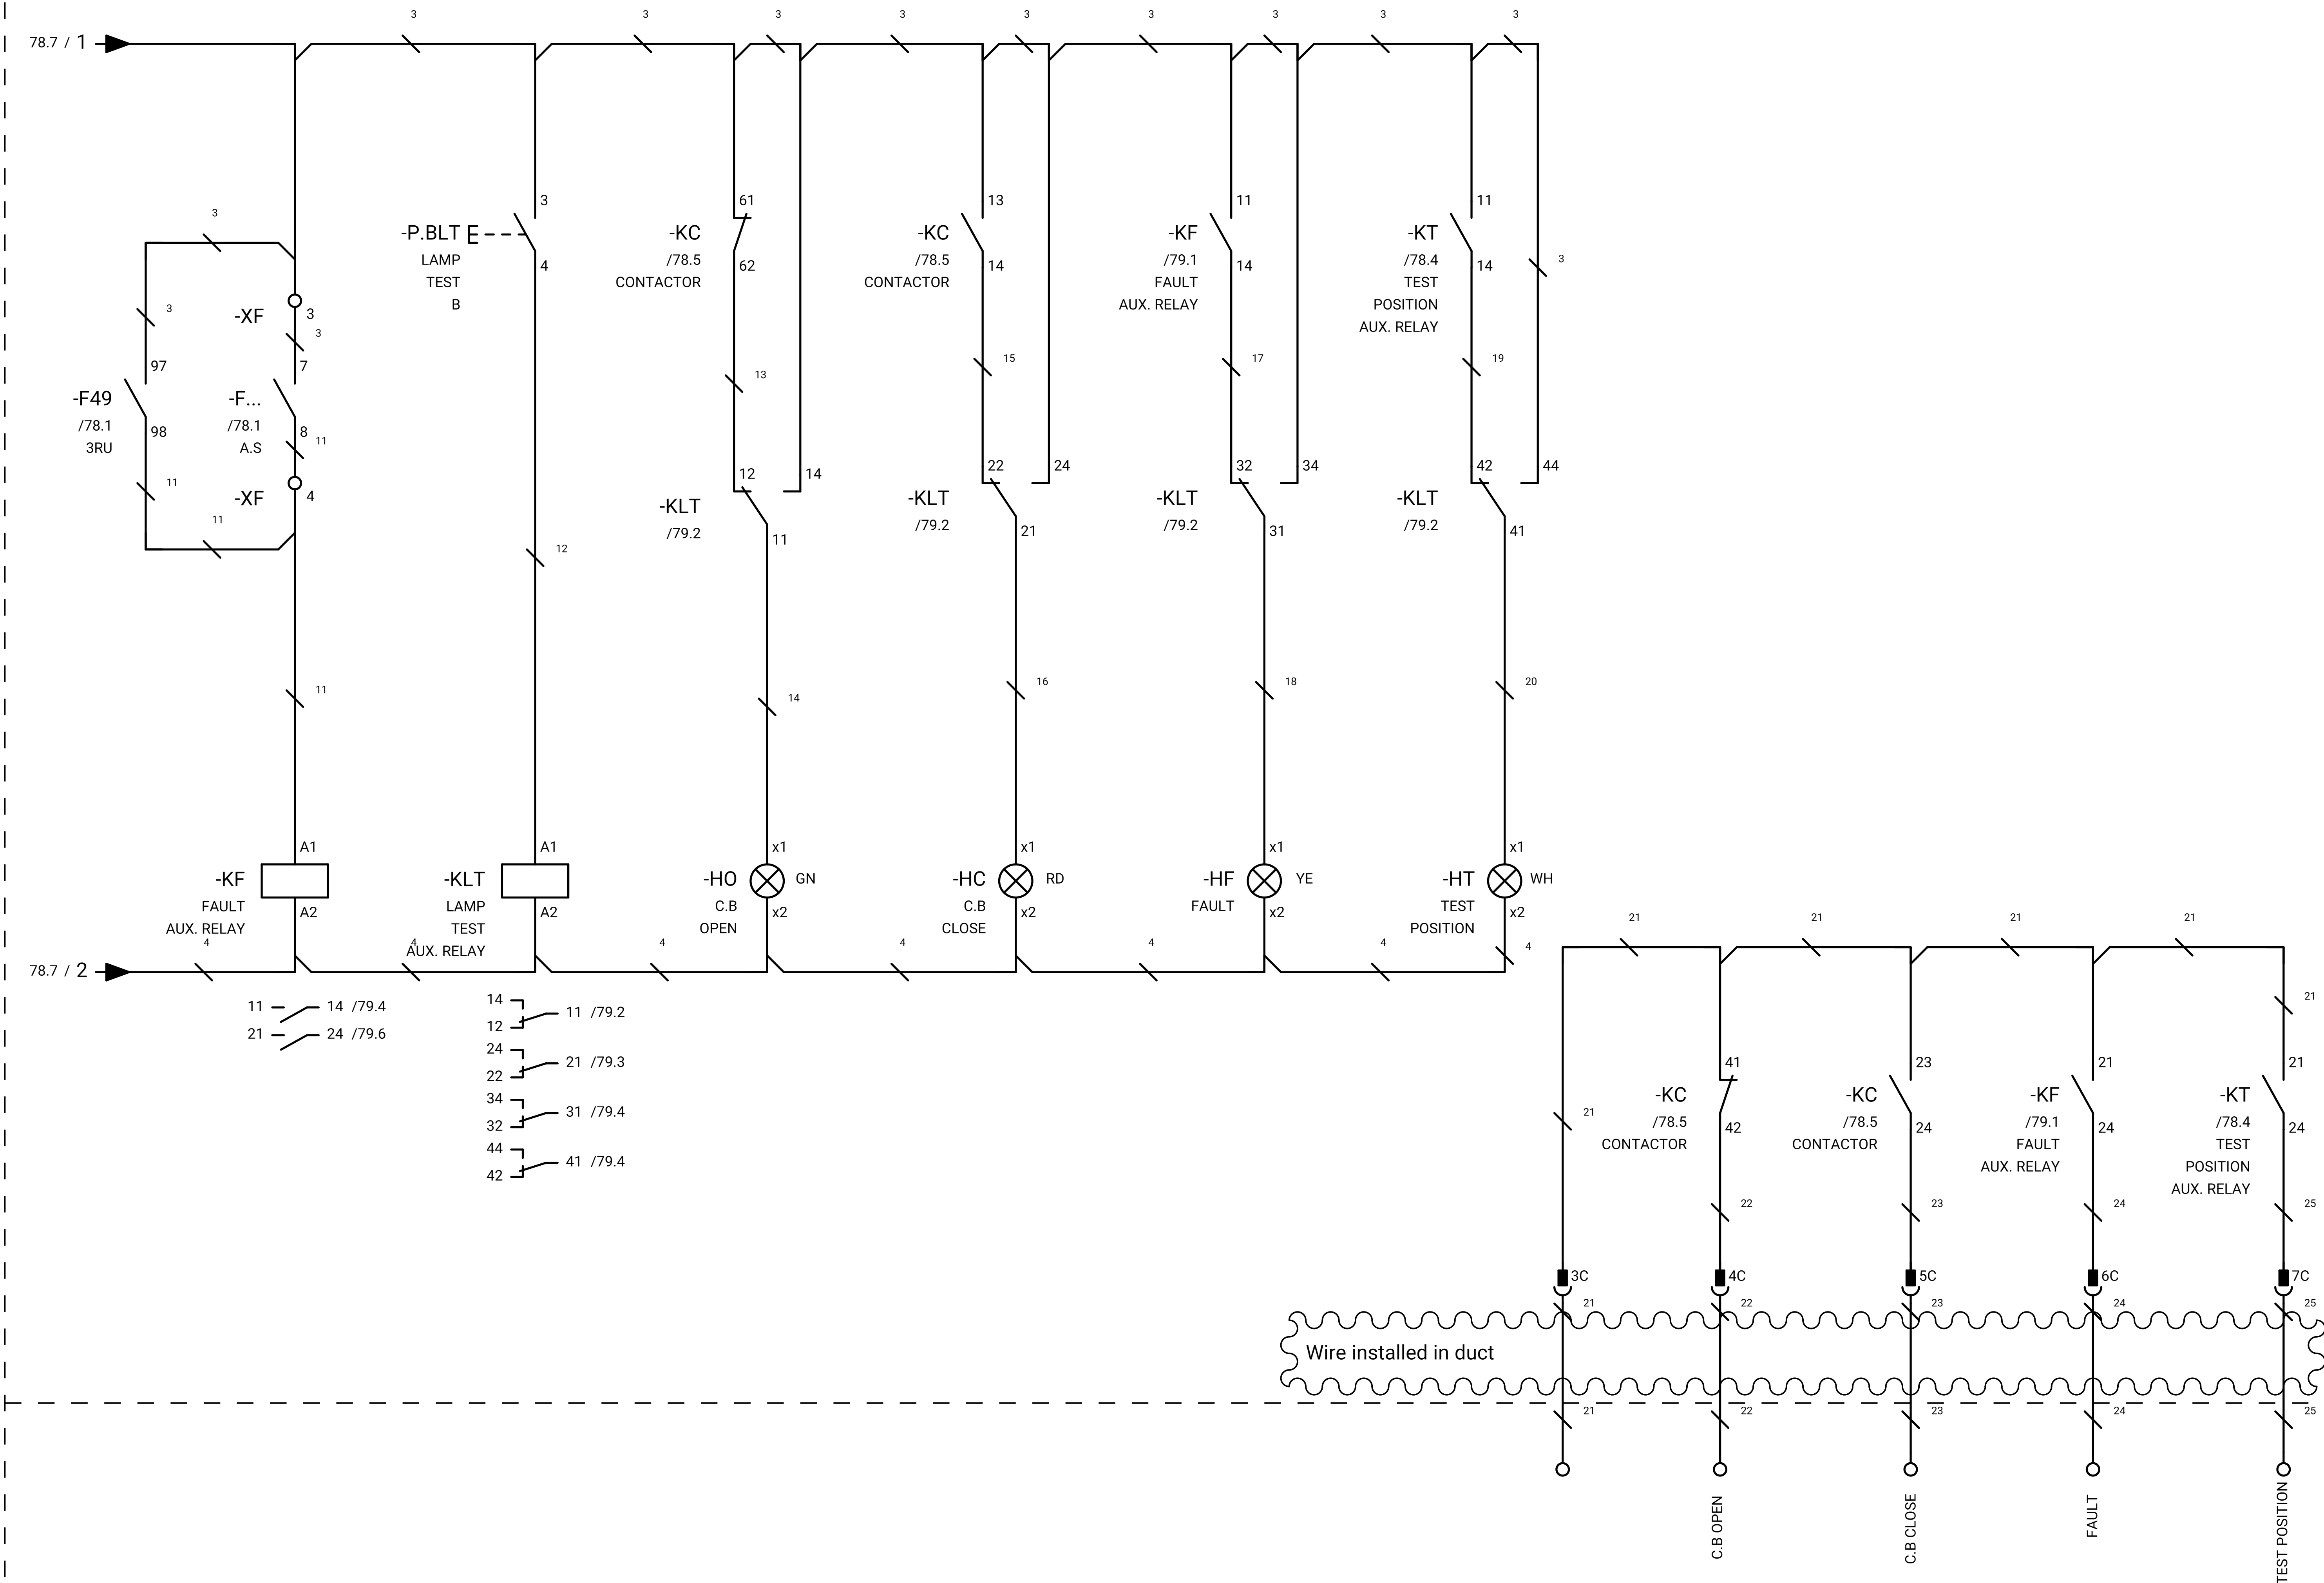 3 3 3 3 3 3 3 3 3
78.7 / 1
3
-XF 3
3
3
97
-F49
/78.1
3RU
98
11
7
-F...
/78.1
A.S
8
11
-XF 4
11
11
A1
-KF
FAULT
AUX. RELAY
A2
3
-P.BLT
LAMP
TEST
B
4
12
A1
-KLT
LAMP
TEST
AUX. RELAY
A2
61
-KC
/78.5
CONTACTOR
62
13
12 14
-KLT
/79.2
11
14
x1
-HO GN
C.B
OPEN
x2
13
-KC
/78.5
CONTACTOR
14
15
22 24
-KLT
/79.2
21
16
x1
-HC RD
C.B
CLOSE
x2
11
-KF
/79.1
FAULT
AUX. RELAY
14
17
32 34
-KLT
/79.2
31
18
x1
-HF YE
FAULT
x2
11
-KT
/78.4
TEST
POSITION
AUX. RELAY
14
3
19
42 44
-KLT
/79.2
41
20
x1
-HT WH
TEST
POSITION
x2
78.7 / 2
4 4 4 4 4 4 4
11 14 /79.4
21 24 /79.6
14
12 11 /79.2
24
22 21 /79.3
34
32 31 /79.4
44
42 41 /79.4
21 21 21 21
21
21
41
-KC
/78.5
CONTACTOR
42
22
23
-KC
/78.5
CONTACTOR
24
23
21
-KF
/79.1
FAULT
AUX. RELAY
24
24
21
-KT
/78.4
TEST
POSITION
AUX. RELAY
24
25
3C 4C 5C 6C 7C
21 22 23 24 25
Wire installed in duct
21 22 23 24 25
C.B OPEN
C.B CLOSE
FAULT
TEST POSITION